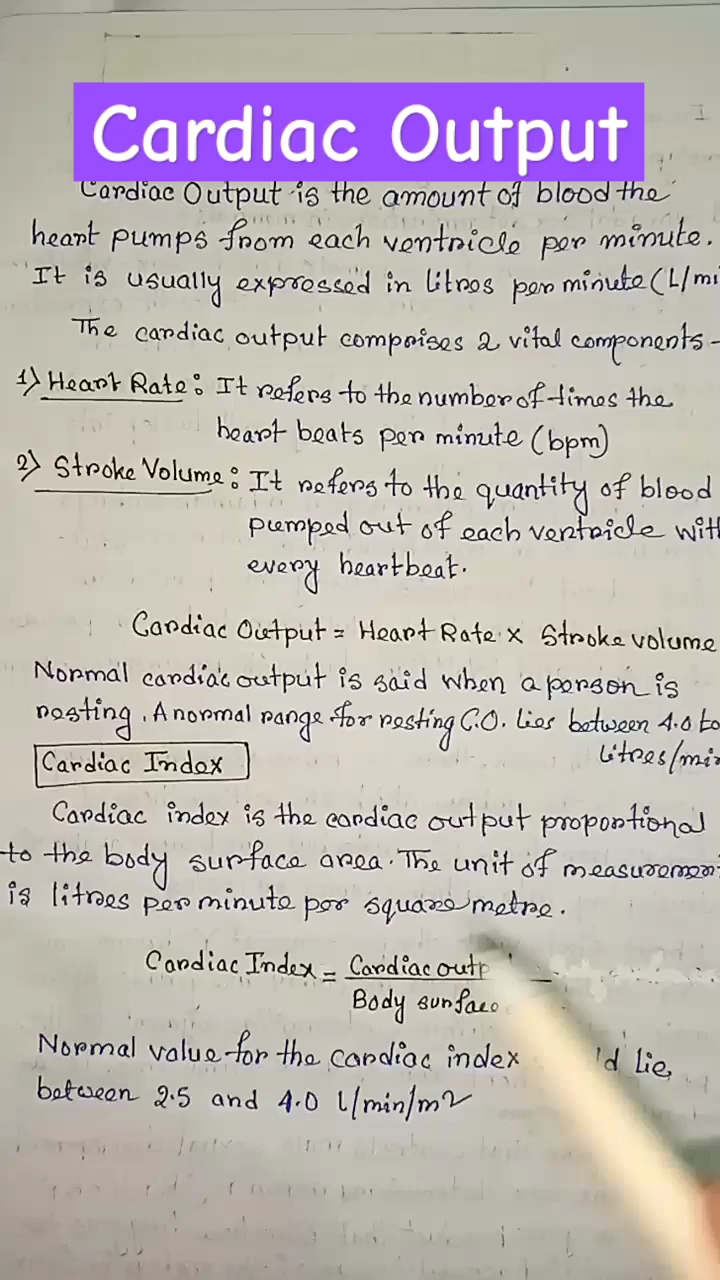 Cardiac Output
Cardiac Output is the amount of blood the
heart pumps from each ventricle per minute.
It is usually expressed in litres per minute (L/mi
The cardiac output comprises 2 vital components-
1) Heart Rate: It refers to the number of times the
heart beats per minute (bpm)
2) Stroke Volume: It refers to the quantity of blood
pumped out of each ventricle with
every heartbeat.
Cardiac Output = Heart Rate x Stroke volume
Normal cardiac output is said when a person is
resting. A normal range for resting C.O. lies between 4.0 to
litres/min
Cardiac Index
Cardiac index is the cardiac output proportional
to the body surface area. The unit of measuremen
is litres per minute per square metre.
Cardiac Index = Cardiac outp
Body surface
Normal value for the cardiac index lie
between 2.5 and 4.0 l/min/m2